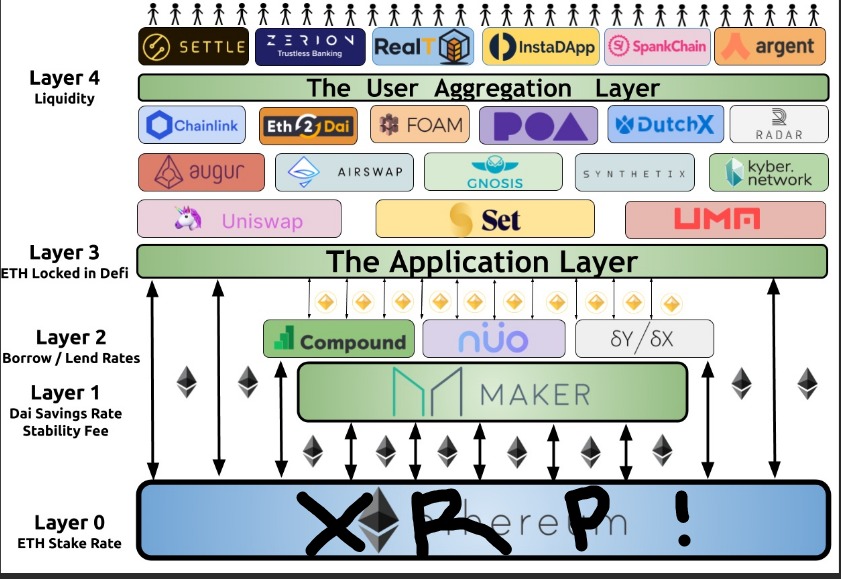 SETTLE ZERION RealT InstaDApp SpankChain argent
Trustless Banking
Layer 4
Liquidity
The User Aggregation Layer
Chainlink Eth2Dai FOAM POA DutchX RADAR
augur AIRSWAP GNOSIS SYNTHETIX kyber.
network
Uniswap Set UMA
Layer 3
ETH Locked in Defi
The Application Layer
Layer 2
Borrow / Lend Rates
Compound nüo δY/δX
Layer 1
Dai Savings Rate
Stability Fee
MAKER
Layer 0
ETH Stake Rate
ethereum
XRP!